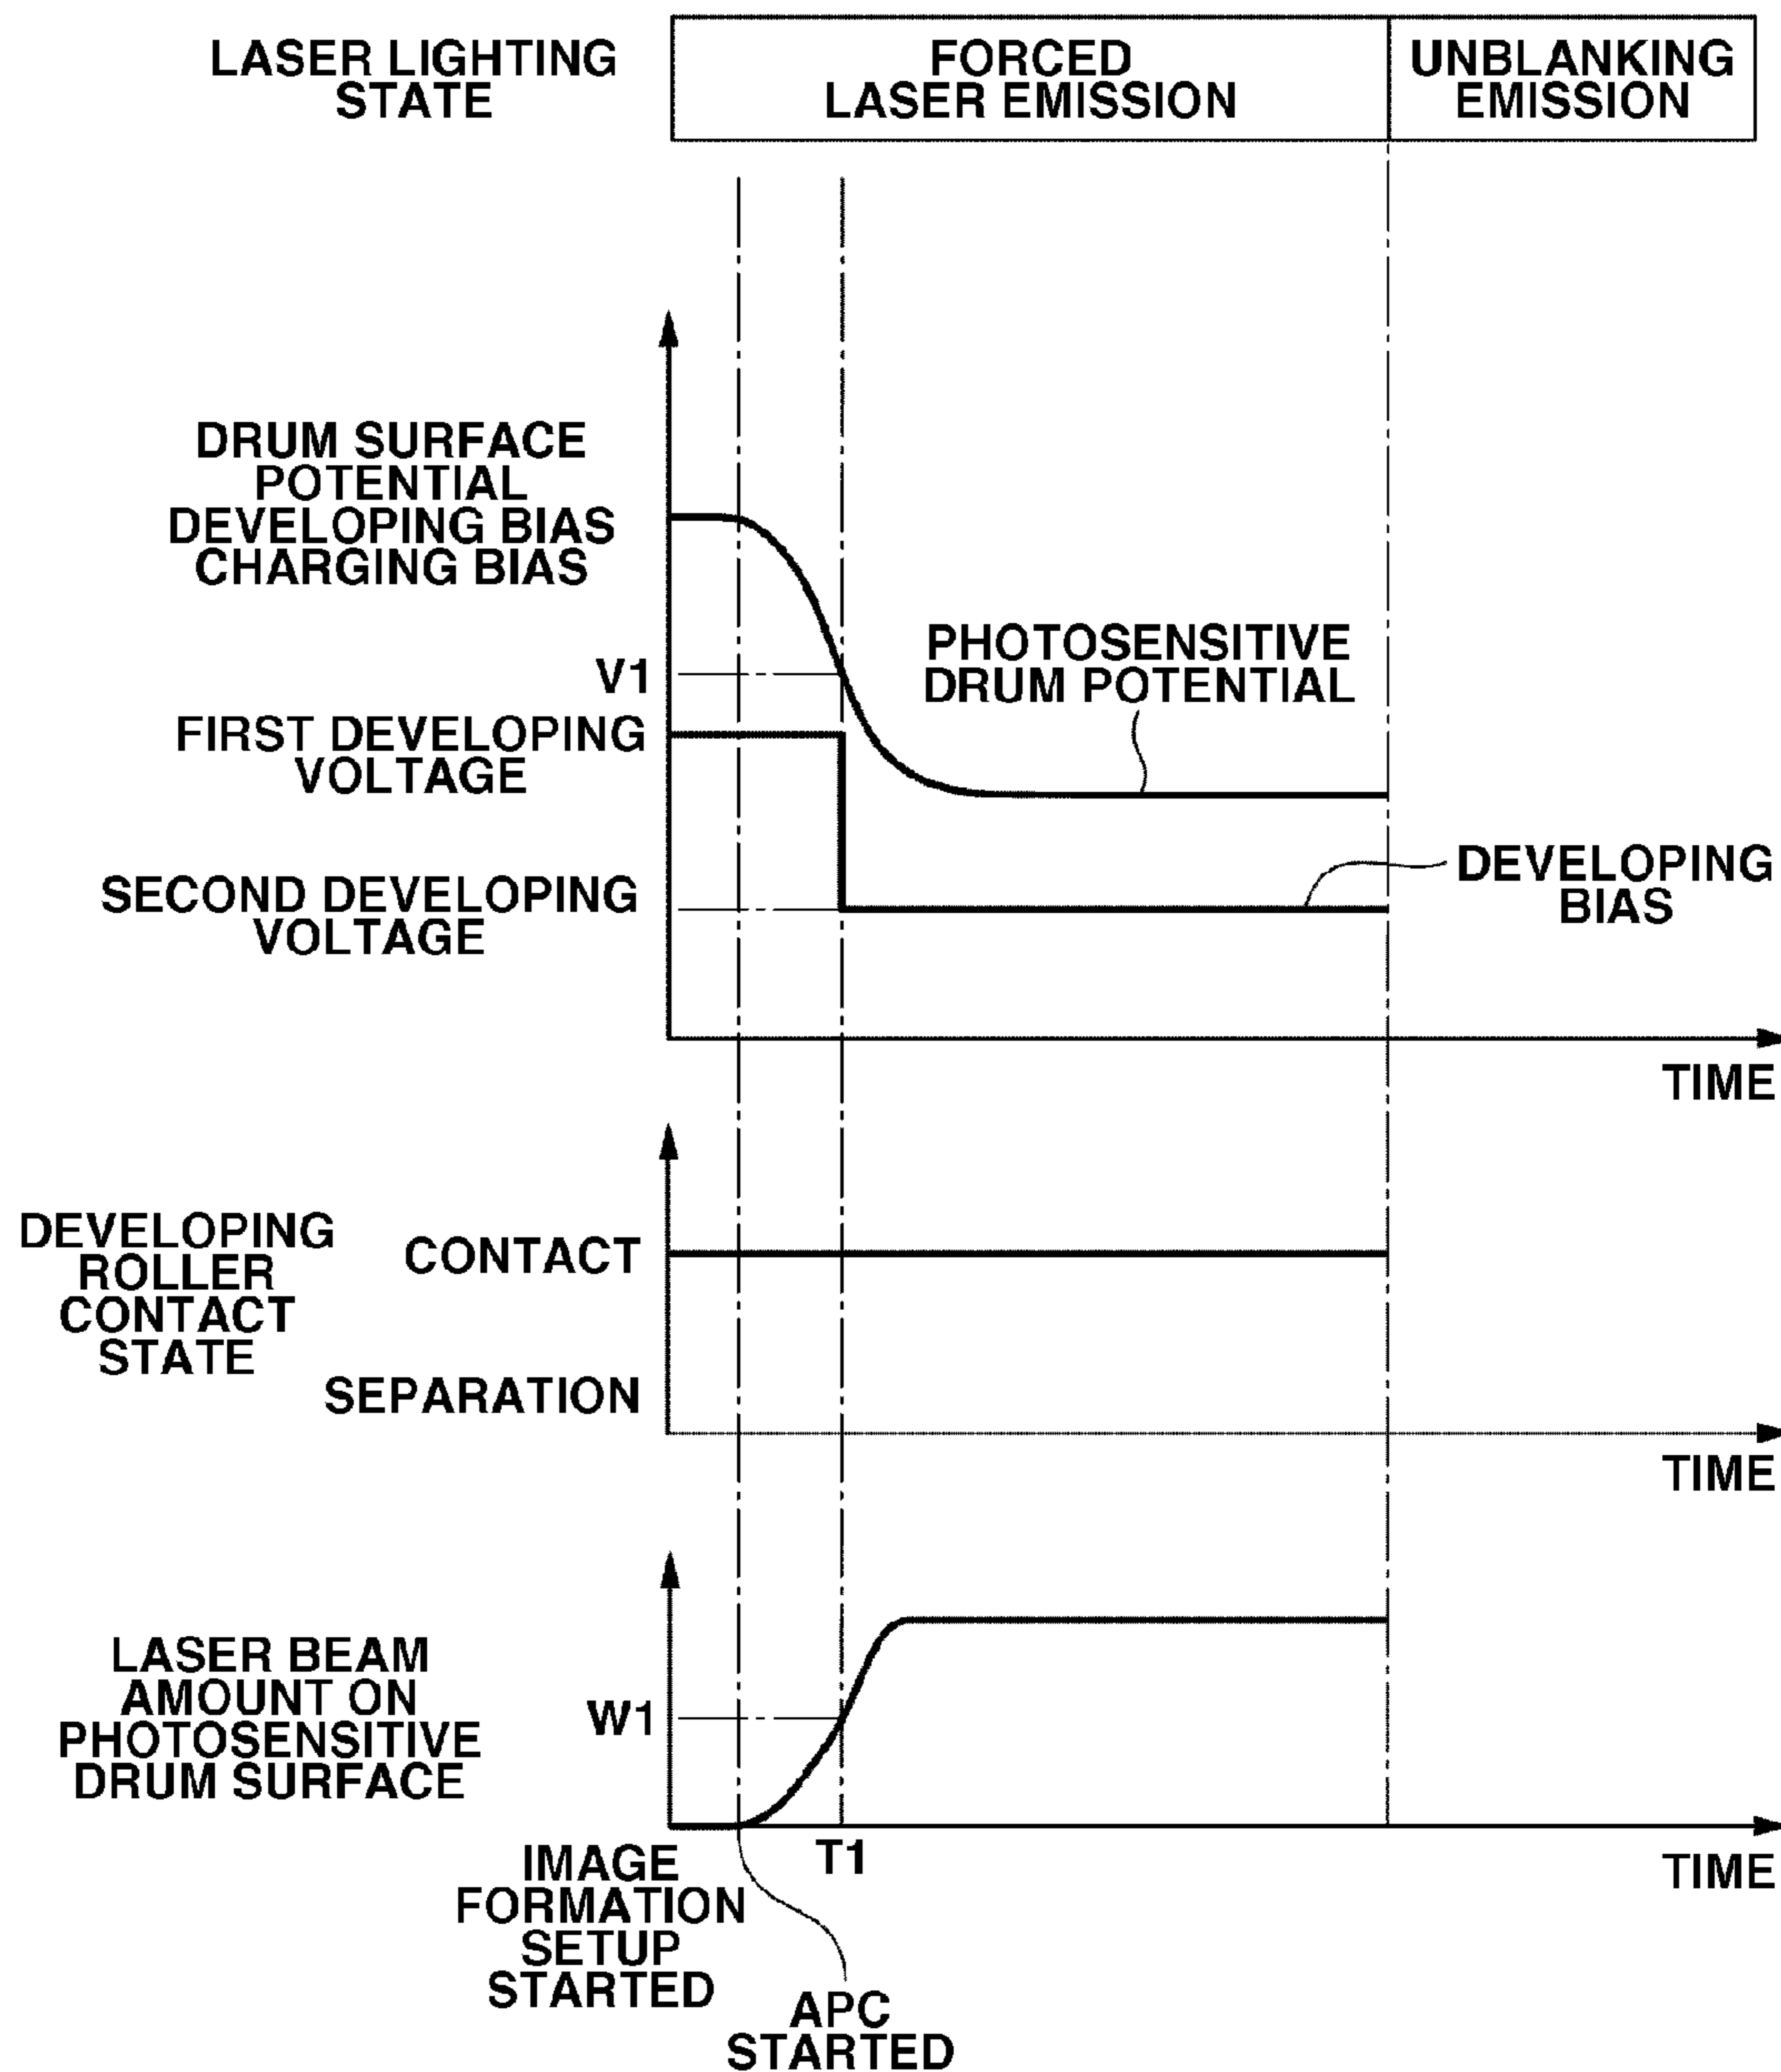 LASER LIGHTING
STATE
FORCED
LASER EMISSION
UNBLANKING
EMISSION
DRUM SURFACE
POTENTIAL
DEVELOPING BIAS
CHARGING BIAS
V1
PHOTOSENSITIVE
DRUM POTENTIAL
FIRST DEVELOPING
VOLTAGE
SECOND DEVELOPING
VOLTAGE
DEVELOPING
BIAS
TIME
DEVELOPING
ROLLER
CONTACT
STATE
CONTACT
SEPARATION
TIME
LASER BEAM
AMOUNT ON
PHOTOSENSITIVE
DRUM SURFACE
W1
T1
TIME
IMAGE
FORMATION
SETUP
STARTED
APC
STARTED